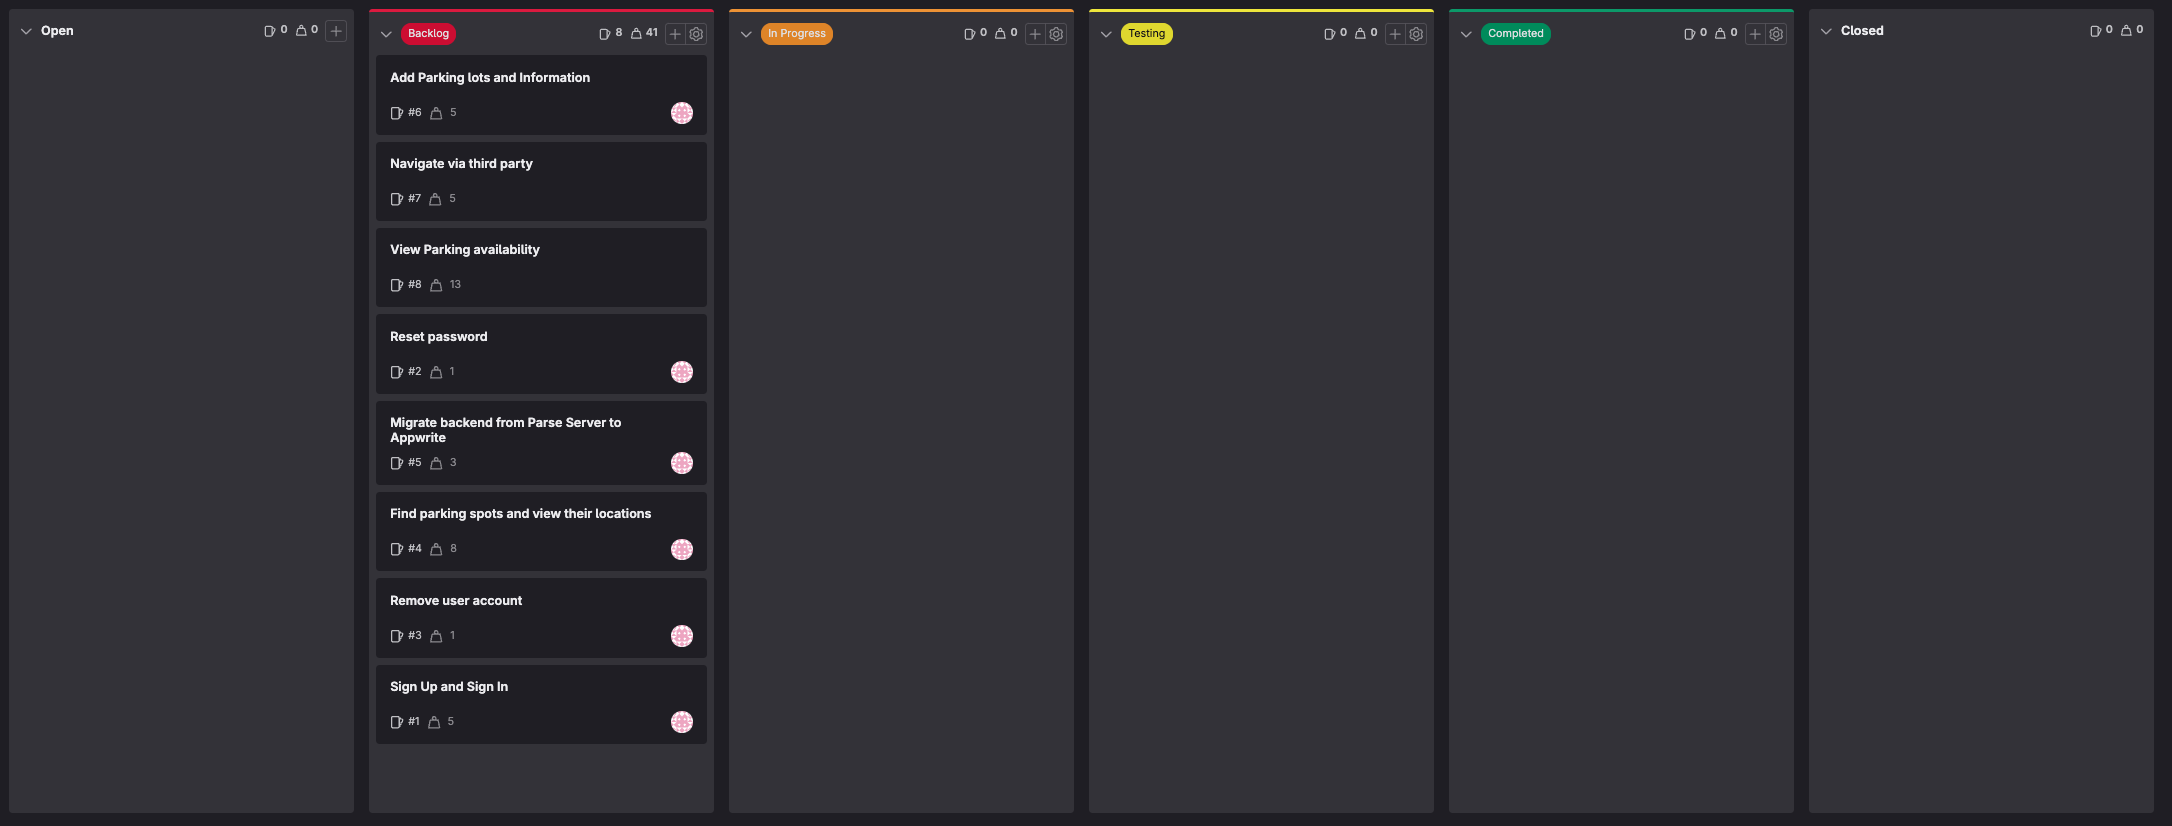 Open 0 0
Backlog 8 41
Add Parking lots and Information
#6 5
Navigate via third party
#7 5
View Parking availability
#8 13
Reset password
#2 1
Migrate backend from Parse Server to
Appwrite
#5 3
Find parking spots and view their locations
#4 8
Remove user account
#3 1
Sign Up and Sign In
#1 5
In Progress 0 0
Testing 0 0
Completed 0 0
Closed 0 0